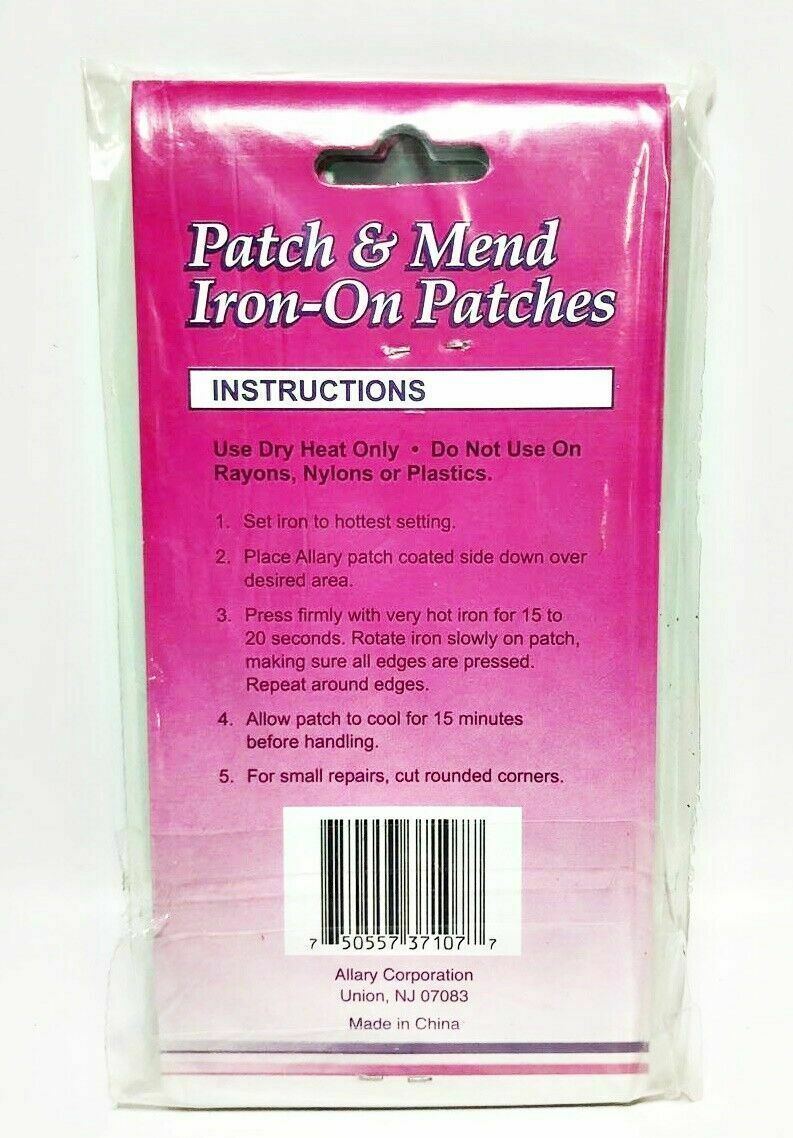 Patch & Mend
Iron-On Patches
INSTRUCTIONS
Use Dry Heat Only • Do Not Use On
Rayons, Nylons or Plastics.
1. Set iron to hottest setting.
2. Place Allary patch coated side down over
desired area.
3. Press firmly with very hot iron for 15 to
20 seconds. Rotate iron slowly on patch,
making sure all edges are pressed.
Repeat around edges.
4. Allow patch to cool for 15 minutes
before handling.
5. For small repairs, cut rounded corners.
7 50557 37107 7
Allary Corporation
Union, NJ 07083
Made in China